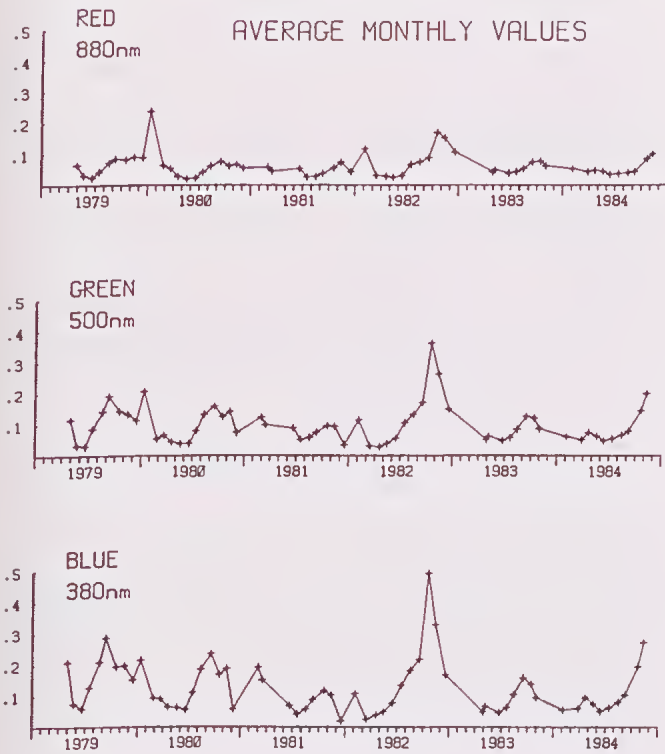 AVERAGE MONTHLY VALUES
RED
880nm
.5
.4
.3
.2
.1
1979 1980 1981 1982 1983 1984
GREEN
500nm
.5
.4
.3
.2
.1
1979 1980 1981 1982 1983 1984
BLUE
380nm
.5
.4
.3
.2
.1
1979 1980 1981 1982 1983 1984